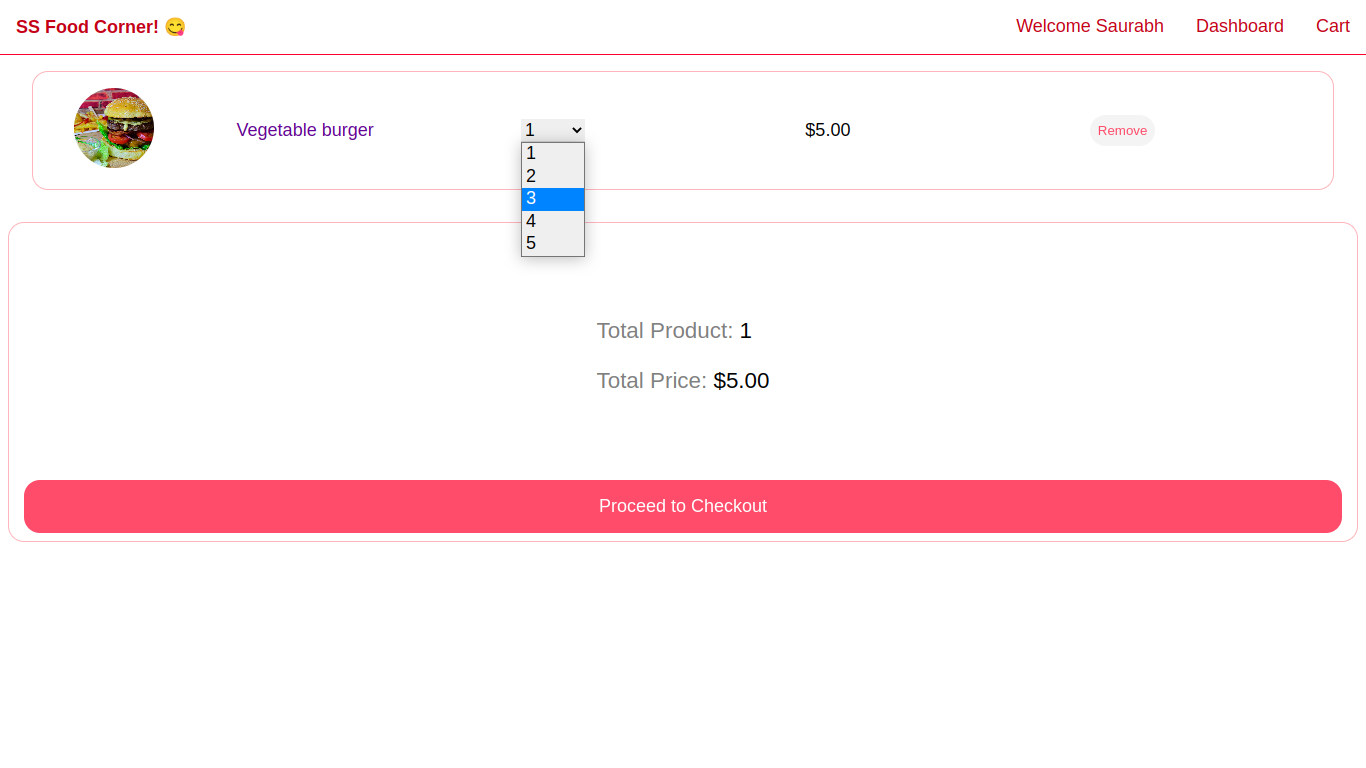 SS Food Corner! 😋 Welcome Saurabh Dashboard Cart
Vegetable burger 1 $5.00 Remove
1
2
3
4
5
Total Product: 1
Total Price: $5.00
Proceed to Checkout